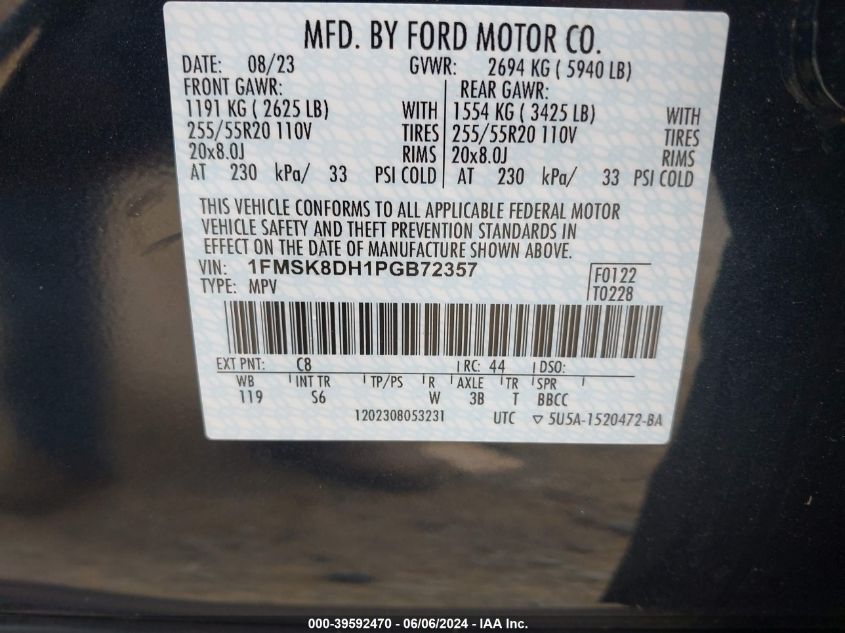 MFD. BY FORD MOTOR CO.
DATE: 08/23 GVWR: 2694 KG ( 5940 LB)
FRONT GAWR: REAR GAWR:
1191 KG ( 2625 LB) WITH 1554 KG ( 3425 LB) WITH
255/55R20 110V TIRES 255/55R20 110V TIRES
20x8.0J RIMS 20x8.0J RIMS
AT 230 kPa/ 33 PSI COLD AT 230 kPa/ 33 PSI COLD
THIS VEHICLE CONFORMS TO ALL APPLICABLE FEDERAL MOTOR
VEHICLE SAFETY AND THEFT PREVENTION STANDARDS IN
EFFECT ON THE DATE OF MANUFACTURE SHOWN ABOVE.
VIN: 1FMSK8DH1PGB72357 F0122
TYPE: MPV T0228
EXT PNT: C8 RC: 44 DSO:
WB INT TR TP/PS R AXLE TR SPR
119 S6 W 3B T BBCC
1202308053231 UTC ▽ 5U5A-1520472-BA
000-39592470 - 06/06/2024 - IAA Inc.